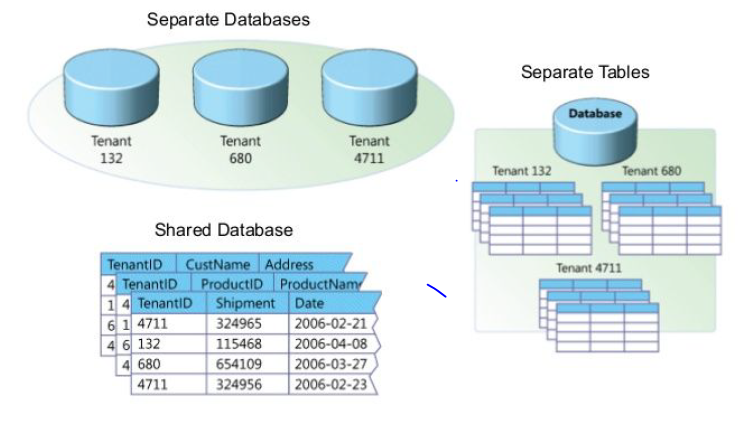 Separate Databases
Tenant 132
Tenant 680
Tenant 4711
Separate Tables
Database
Tenant 132
Tenant 680
Tenant 4711
Shared Database
TenantID CustName Address
4 TenantID ProductID ProductName
1 4 TenantID Shipment Date
6 1 4711 324965 2006-02-21
4 6 132 115468 2006-04-08
4 680 654109 2006-03-27
4711 324956 2006-02-23